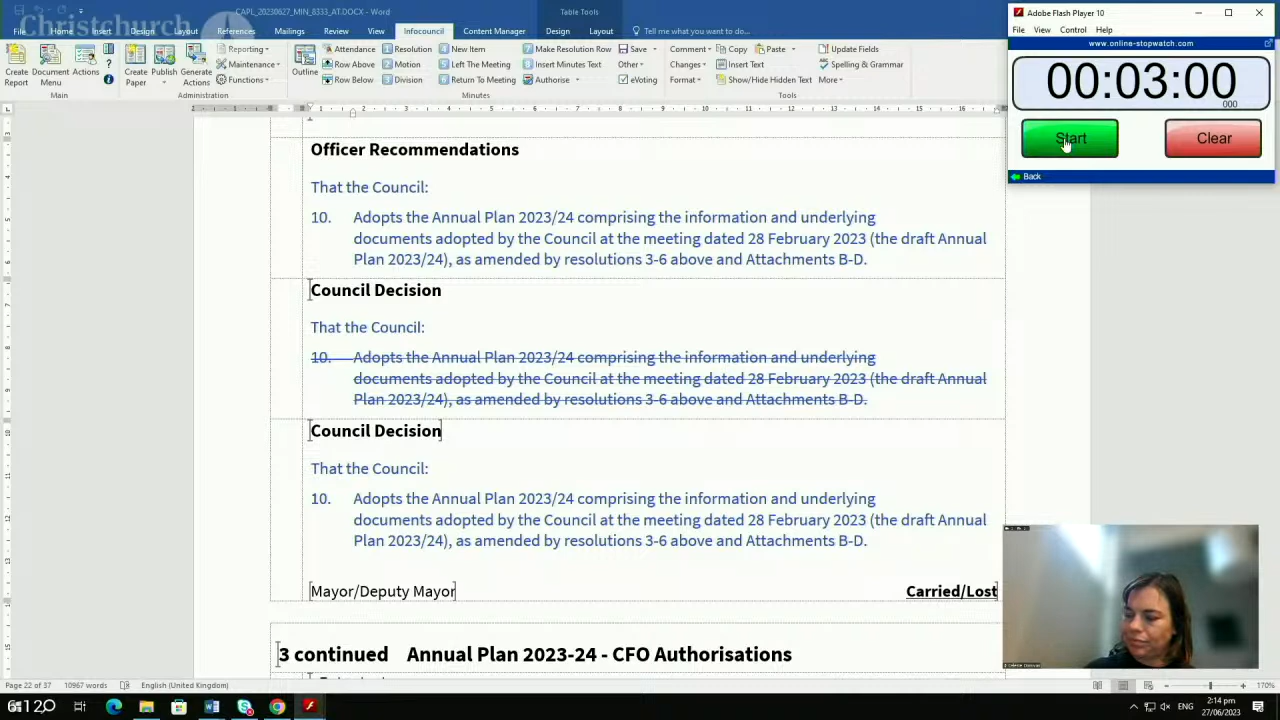 Christchurch
CAPL_20230627_MIN_8333_AT.DOCX - Word
Table Tools
Adobe Flash Player 10
File Home Insert Design Layout References Mailings Review View Infocouncil Content Manager Design Layout Tell me what you want to do...
File View Control Help
www.online-stopwatch.com
Create Report
Document Menu
Actions
Create Paper
Publish
Generate Actions
Reporting
Maintenance
Functions
Outline
Attendance
Row Above
Row Below
Resolution
Motion
Division
New Item
Left The Meeting
Return To Meeting
Make Resolution Row
Insert Minutes Text
Authorise
Save
Other
eVoting
Comment
Changes
Format
Copy
Insert Text
Show/Hide Hidden Text
Paste
Update Fields
Spelling & Grammar
More
Main
Administration
Minutes
Tools
00:03:00
000
Start
Clear
Back
Officer Recommendations
That the Council:
10. Adopts the Annual Plan 2023/24 comprising the information and underlying
documents adopted by the Council at the meeting dated 28 February 2023 (the draft Annual
Plan 2023/24), as amended by resolutions 3-6 above and Attachments B-D.
Council Decision
That the Council:
10. Adopts the Annual Plan 2023/24 comprising the information and underlying
documents adopted by the Council at the meeting dated 28 February 2023 (the draft Annual
Plan 2023/24), as amended by resolutions 3-6 above and Attachments B-D.
Council Decision
That the Council:
10. Adopts the Annual Plan 2023/24 comprising the information and underlying
documents adopted by the Council at the meeting dated 28 February 2023 (the draft Annual
Plan 2023/24), as amended by resolutions 3-6 above and Attachments B-D.
Mayor/Deputy Mayor
Carried/Lost
3 continued Annual Plan 2023-24 - CFO Authorisations
Page 22 of 37 10967 words English (United Kingdom)
170%
ENG
2:14 pm
27/06/2023